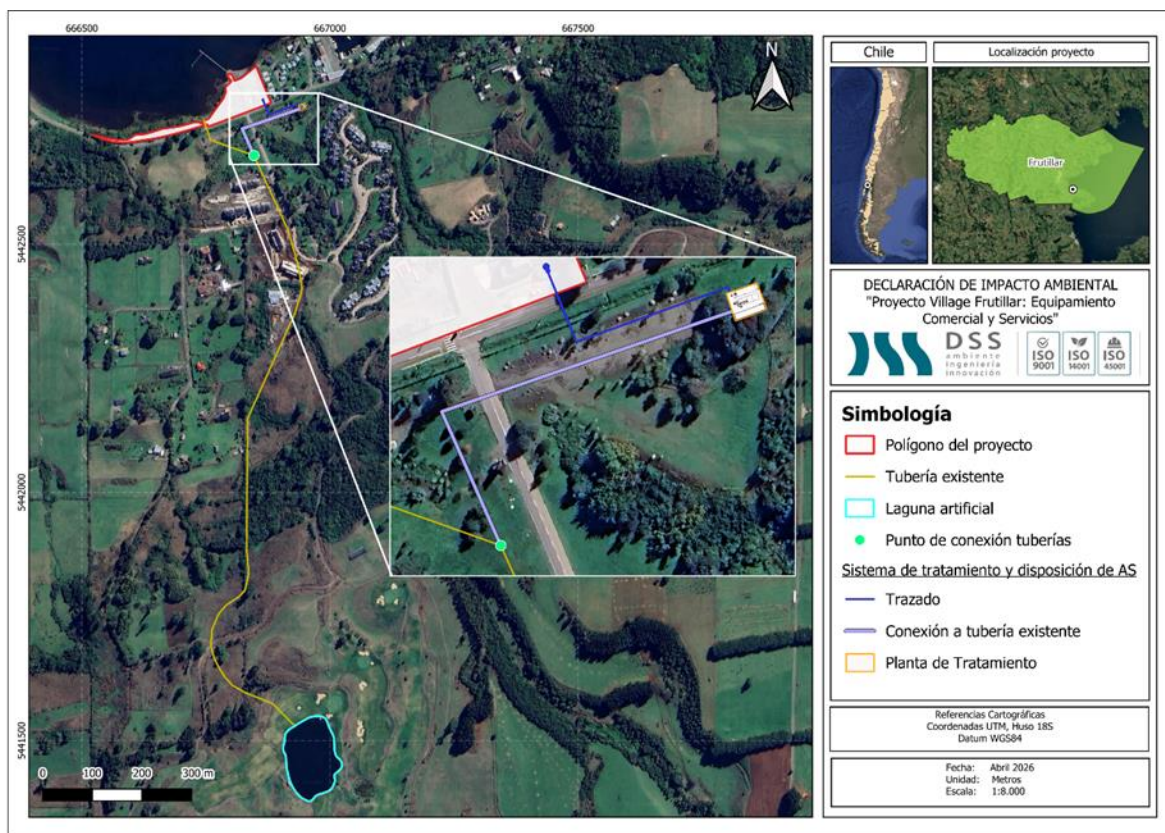 666500
667000
667500
5442500
5442000
5441500
N
0 100 200 300 m
Chile
Localización proyecto
Frutillar
DECLARACIÓN DE IMPACTO AMBIENTAL
"Proyecto Village Frutillar: Equipamiento
Comercial y Servicios"
DSS
ambiente
ingeniería
innovación
ISO
9001
ISO
14001
ISO
45001
Simbología
Polígono del proyecto
Tubería existente
Laguna artificial
Punto de conexión tuberías
Sistema de tratamiento y disposición de AS
Trazado
Conexión a tubería existente
Planta de Tratamiento
Referencias Cartográficas
Coordenadas UTM, Huso 18S
Datum WGS84
Fecha: Abril 2026
Unidad: Metros
Escala: 1:8.000